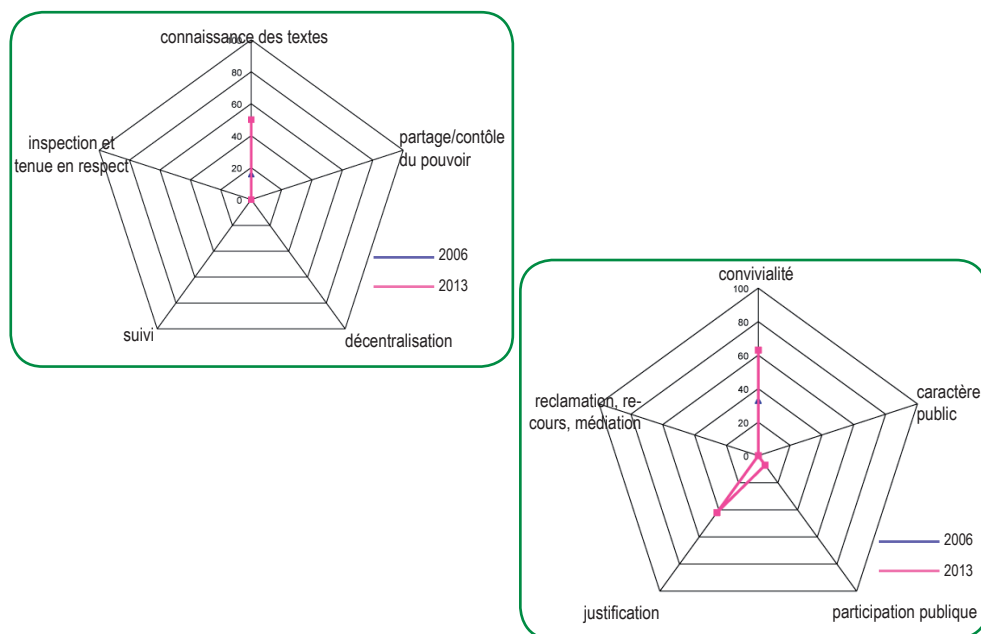 connaissance des textes
100
80
60
40
20
0
inspection et
tenue en respect
partage/contôle
du pouvoir
2006
2013
suivi
décentralisation
convivialité
100
80
60
40
20
0
reclamation, re-
cours, médiation
caractère
public
2006
2013
justification
participation publique